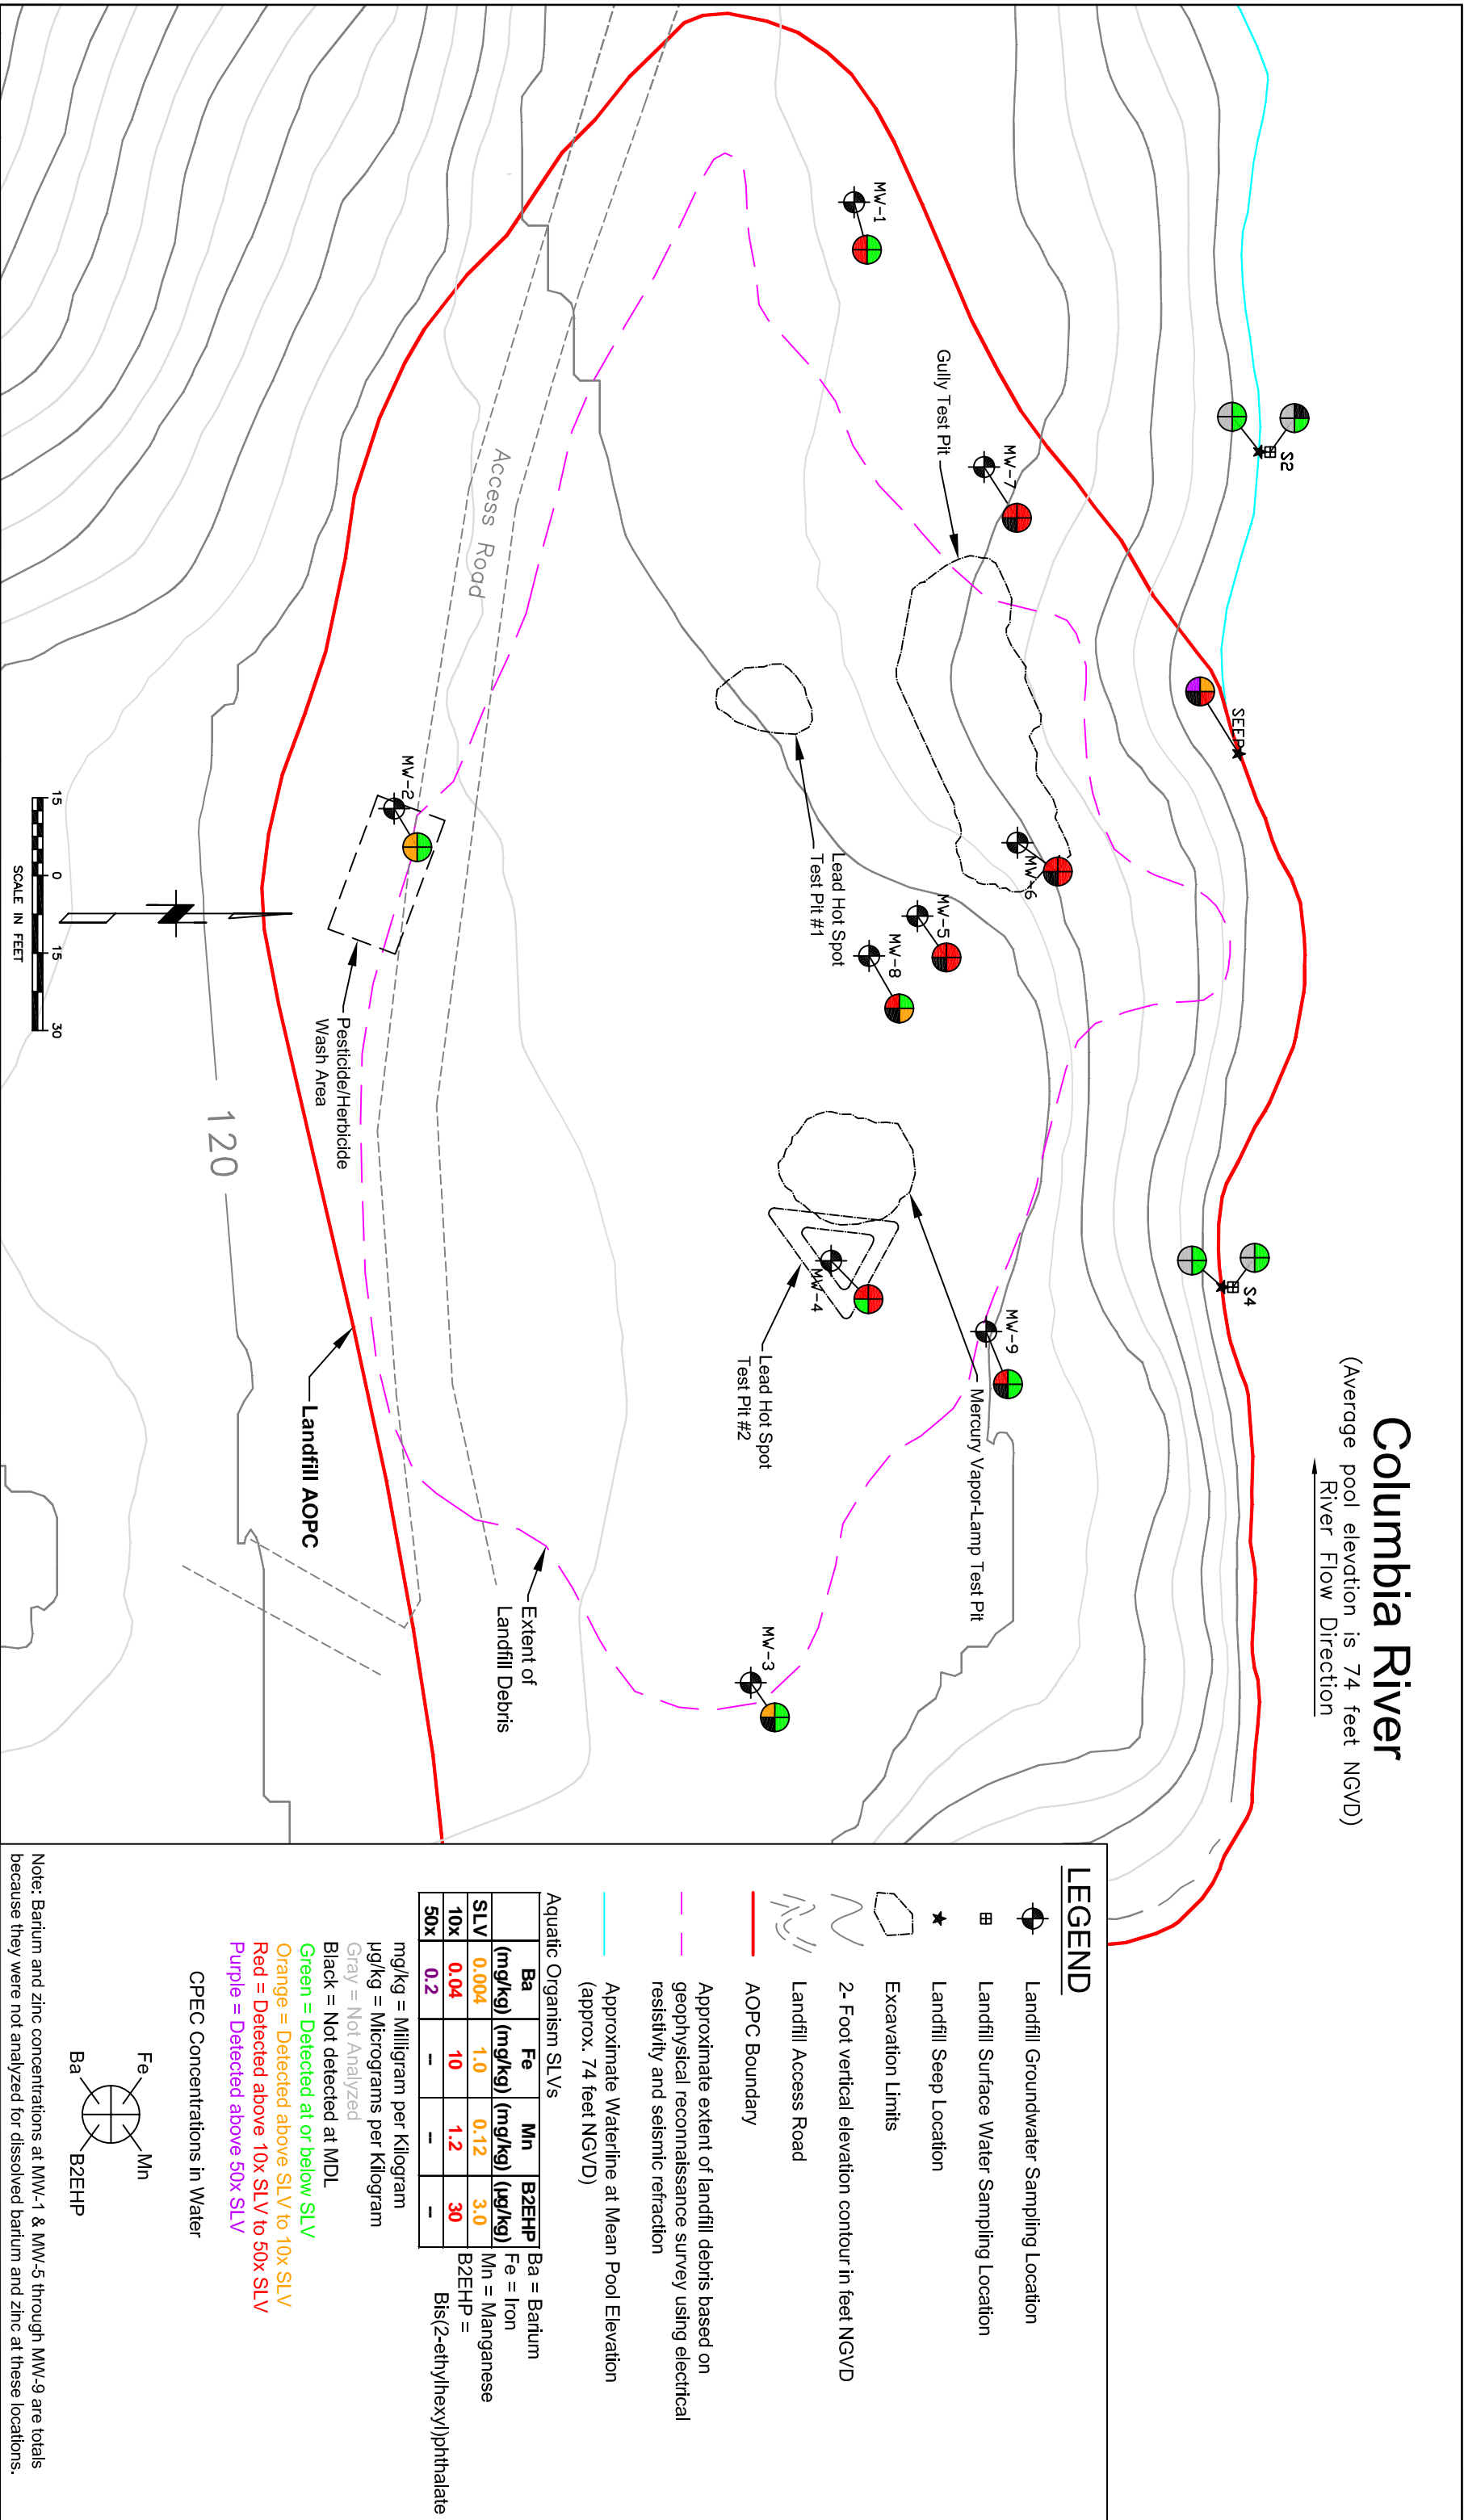 Columbia River
(Average pool elevation is 74 feet NGVD)
River Flow Direction
S2
S4
SEEP
MW-1
MW-7
Gully Test Pit
MW-6
MW-5
MW-8
MW-9
Mercury Vapor-Lamp Test Pit
Lead Hot Spot
Test Pit #1
MW-4
Lead Hot Spot
Test Pit #2
MW-3
Access Road
MW-2
Pesticide/Herbicide
Wash Area
Extent of
Landfill Debris
Landfill AOPC
120
15 0 15 30
SCALE IN FEET
LEGEND
Landfill Groundwater Sampling Location
Landfill Surface Water Sampling Location
Landfill Seep Location
Excavation Limits
2- Foot vertical elevation contour in feet NGVD
Landfill Access Road
AOPC Boundary
Approximate extent of landfill debris based on
geophysical reconnaissance survey using electrical
resistivity and seismic refraction
Approximate Waterline at Mean Pool Elevation
(approx. 74 feet NGVD)
Aquatic Organism SLVs
Ba Fe Mn B2EHP
(mg/kg) (mg/kg) (mg/kg) (µg/kg)
SLV 0.004 1.0 0.12 3.0
10x 0.04 10 1.2 30
50x 0.2 -- -- --
Ba = Barium
Fe = Iron
Mn = Manganese
B2EHP =
Bis(2-ethylhexyl)phthalate
mg/kg = Milligram per Kilogram
µg/kg = Micrograms per Kilogram
Gray = Not Analyzed
Black = Not detected at MDL
Green = Detected at or below SLV
Orange = Detected above SLV to 10x SLV
Red = Detected above 10x SLV to 50x SLV
Purple = Detected above 50x SLV
CPEC Concentrations in Water
Fe Mn
Ba B2EHP
Note: Barium and zinc concentrations at MW-1 & MW-5 through MW-9 are totals
because they were not analyzed for dissolved barium and zinc at these locations.